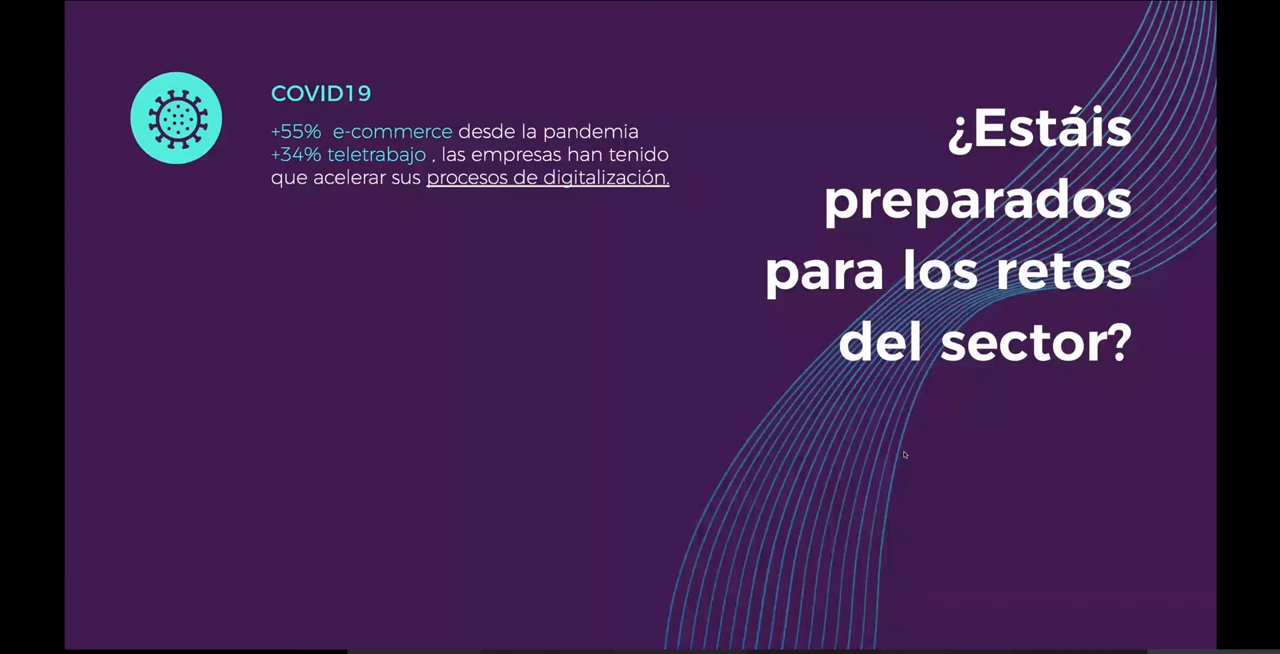 COVID19
+55% e-commerce desde la pandemia
+34% teletrabajo , las empresas han tenido
que acelerar sus procesos de digitalización.
¿Estáis
preparados
para los retos
del sector?